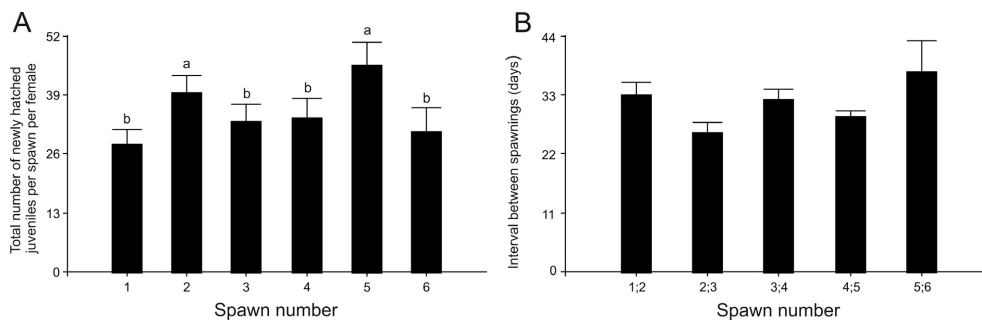 A
Total number of newly hatched
juveniles per spawn per female
52
39
26
13
0
b
a
b
b
a
b
1 2 3 4 5 6
Spawn number
B
Interval between spawnings (days)
44
33
22
11
0
1;2 2;3 3;4 4;5 5;6
Spawn number